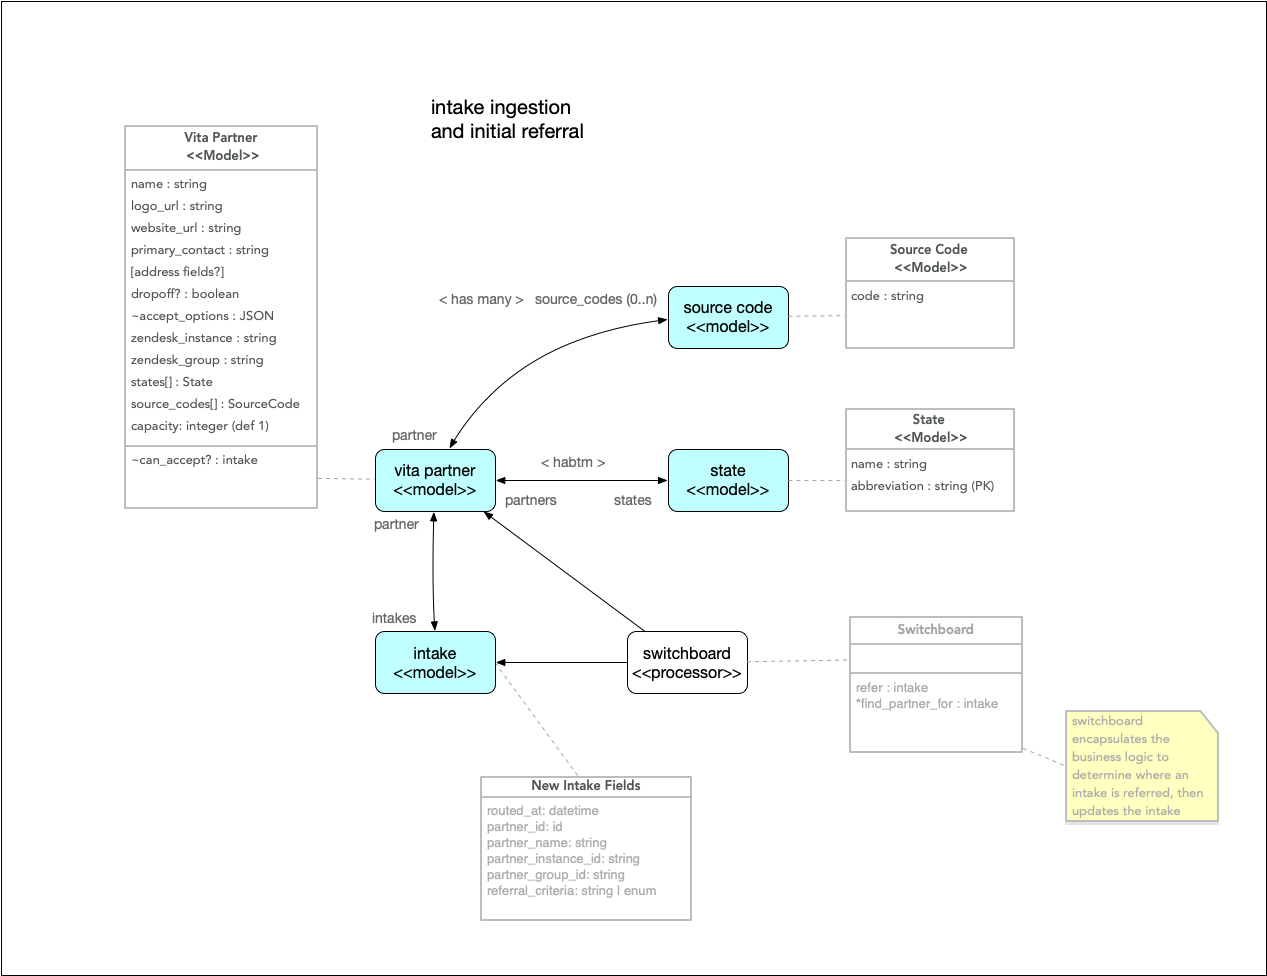 intake ingestion
and initial referral
Vita Partner
<<Model>>
name : string
logo_url : string
website_url : string
primary_contact : string
[address fields?]
dropoff? : boolean
~accept_options : JSON
zendesk_instance : string
zendesk_group : string
states[] : State
source_codes[] : SourceCode
capacity: integer (def 1)
~can_accept? : intake
< has many > source_codes (0..n)
source code
<<model>>
Source Code
<<Model>>
code : string
partner
vita partner
<<model>>
< habtm >
partners
states
state
<<model>>
State
<<Model>>
name : string
abbreviation : string (PK)
partner
intakes
intake
<<model>>
switchboard
<<processor>>
Switchboard
refer : intake
*find_partner_for : intake
switchboard
encapsulates the
business logic to
determine where an
intake is referred, then
updates the intake
New Intake Fields
routed_at: datetime
partner_id: id
partner_name: string
partner_instance_id: string
partner_group_id: string
referral_criteria: string | enum